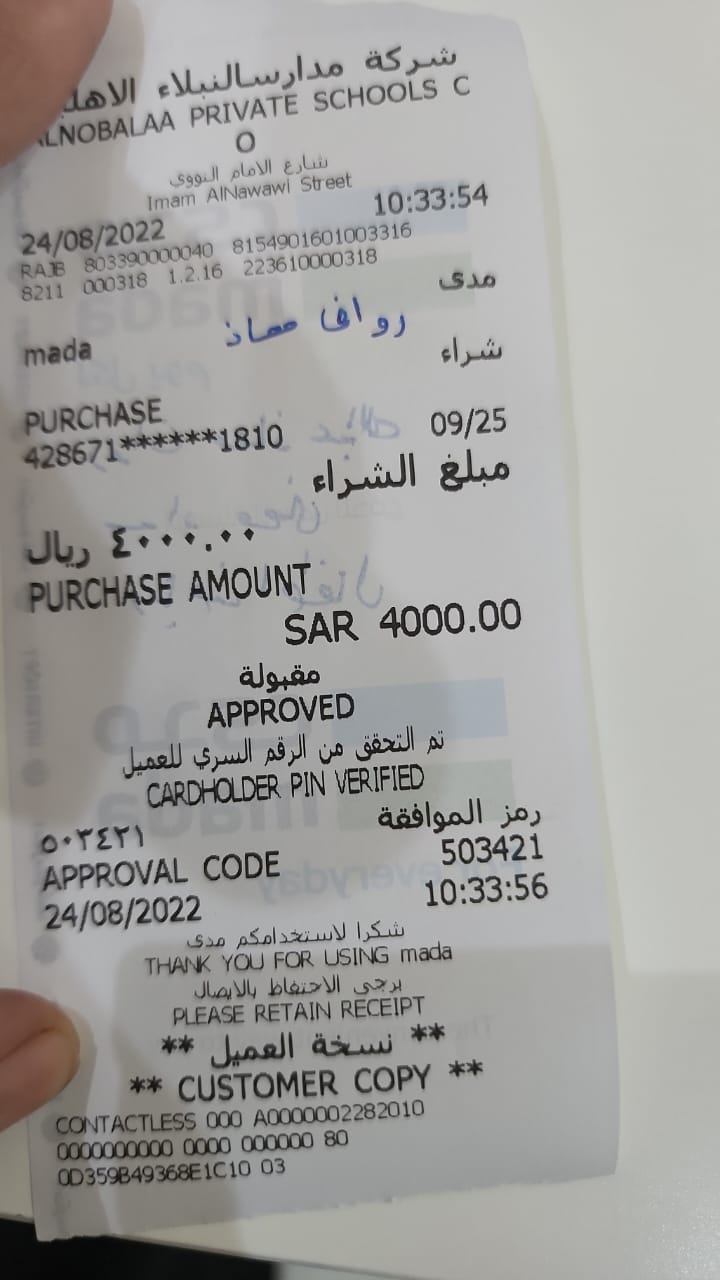 شركة مدارسالنبلاء الاهل
ALNOBALAA PRIVATE SCHOOLS C
O
شارع الامام النووي
Imam AlNawawi Street
24/08/2022 10:33:54
RAJB 803390000040 8154901601003316
8211 000318 1.2.16 223610000318
مدى
رواف معاذ
mada
شراء
PURCHASE
428671******1810 09/25
مبلغ الشراء
٤٠٠٠.٠٠ ريال
PURCHASE AMOUNT
SAR 4000.00
مقبولة
APPROVED
تم التحقق من الرقم السري للعميل
CARDHOLDER PIN VERIFIED
رمز الموافقة
٥٠٣٤٢١
APPROVAL CODE 503421
24/08/2022 10:33:56
شكرا لاستخدامكم مدى
THANK YOU FOR USING mada
يرجى الاحتفاظ بالايصال
PLEASE RETAIN RECEIPT
** نسخة العميل **
** CUSTOMER COPY **
CONTACTLESS 000 A0000002282010
0000000000 0000 000000 80
0D359B49368E1C10 03